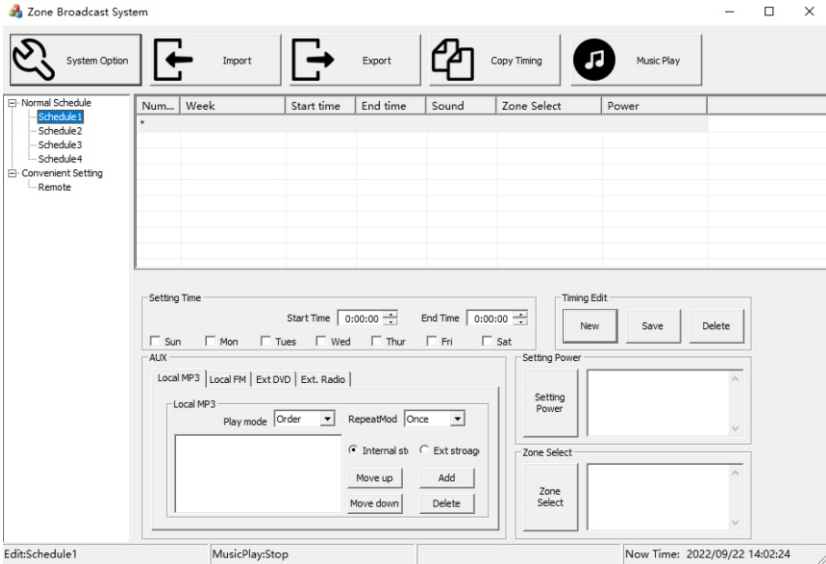 Zone Broadcast System
System Option Import Export Copy Timing Music Play
Normal Schedule
Schedule1
Schedule2
Schedule3
Schedule4
Convenient Setting
Remote
Num... Week Start time End time Sound Zone Select Power
*
Setting Time
Start Time 0:00:00 End Time 0:00:00
Sun Mon Tues Wed Thur Fri Sat
Timing Edit
New Save Delete
AUX
Local MP3 Local FM Ext DVD Ext. Radio
Local MP3
Play mode Order RepeatMod Once
Internal st Ext stroag
Move up Add
Move down Delete
Setting Power
Setting
Power
Zone Select
Zone
Select
Edit:Schedule1 MusicPlay:Stop Now Time: 2022/09/22 14:02:24